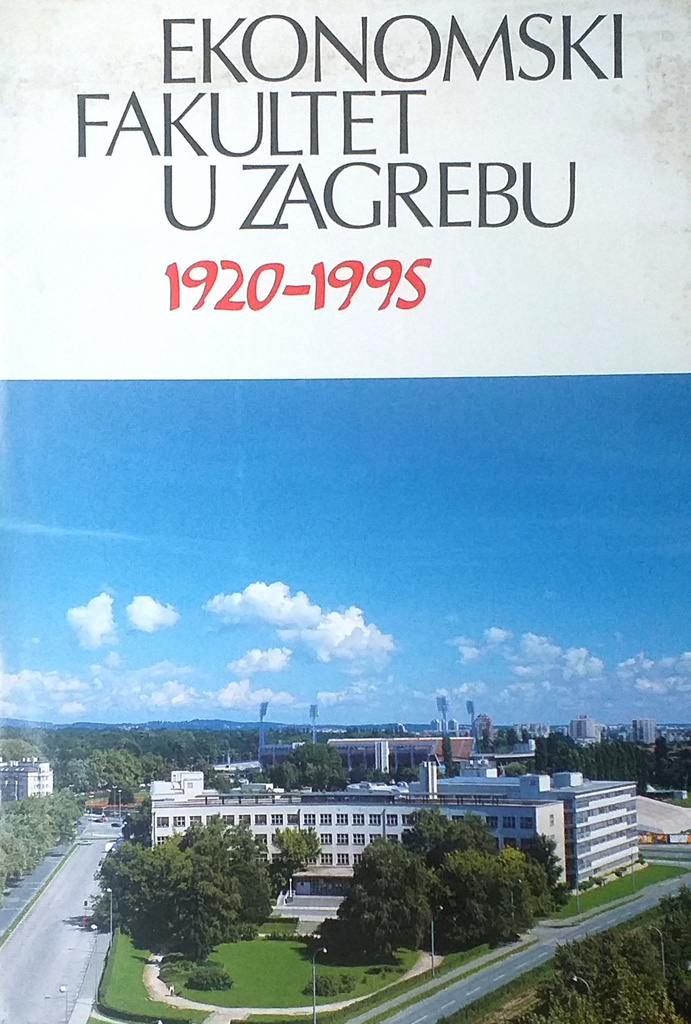 EKONOMSKI
FAKULTET
U ZAGREBU
1920–1995